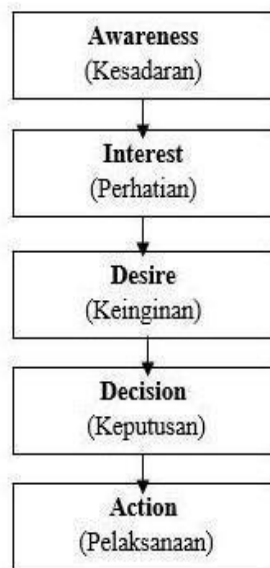 Awareness
(Kesadaran)
Interest
(Perhatian)
Desire
(Keinginan)
Decision
(Keputusan)
Action
(Pelaksanaan)